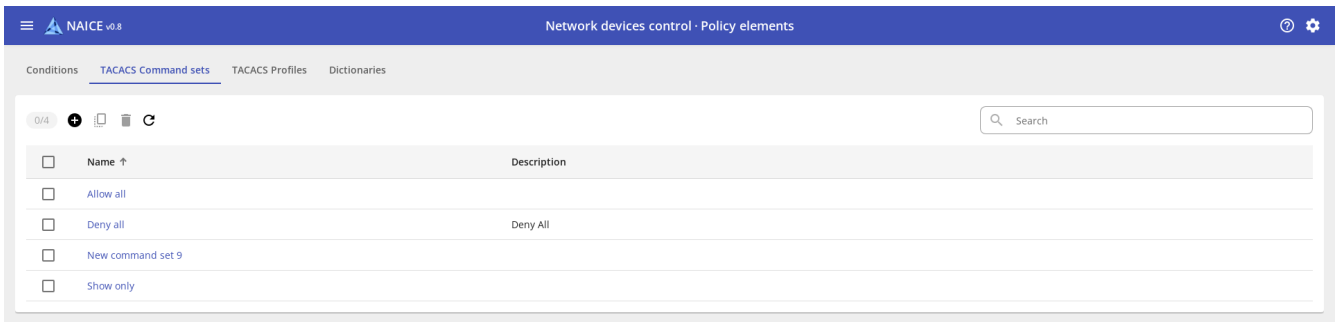 NAICE v0.8
Network devices control · Policy elements
Conditions TACACS Command sets TACACS Profiles Dictionaries
0/4
Search
Name ↑ Description
Allow all
Deny all Deny All
New command set 9
Show only